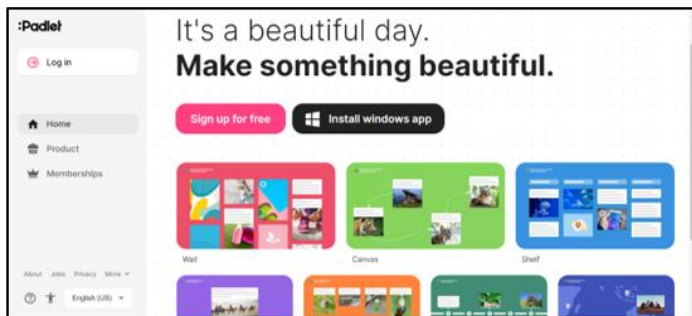 :Padlet
Log in
Home
Product
Memberships
About Jobs Privacy More
English (US)
It's a beautiful day.
Make something beautiful.
Sign up for free
Install windows app
Wall
Canvas
Shelf